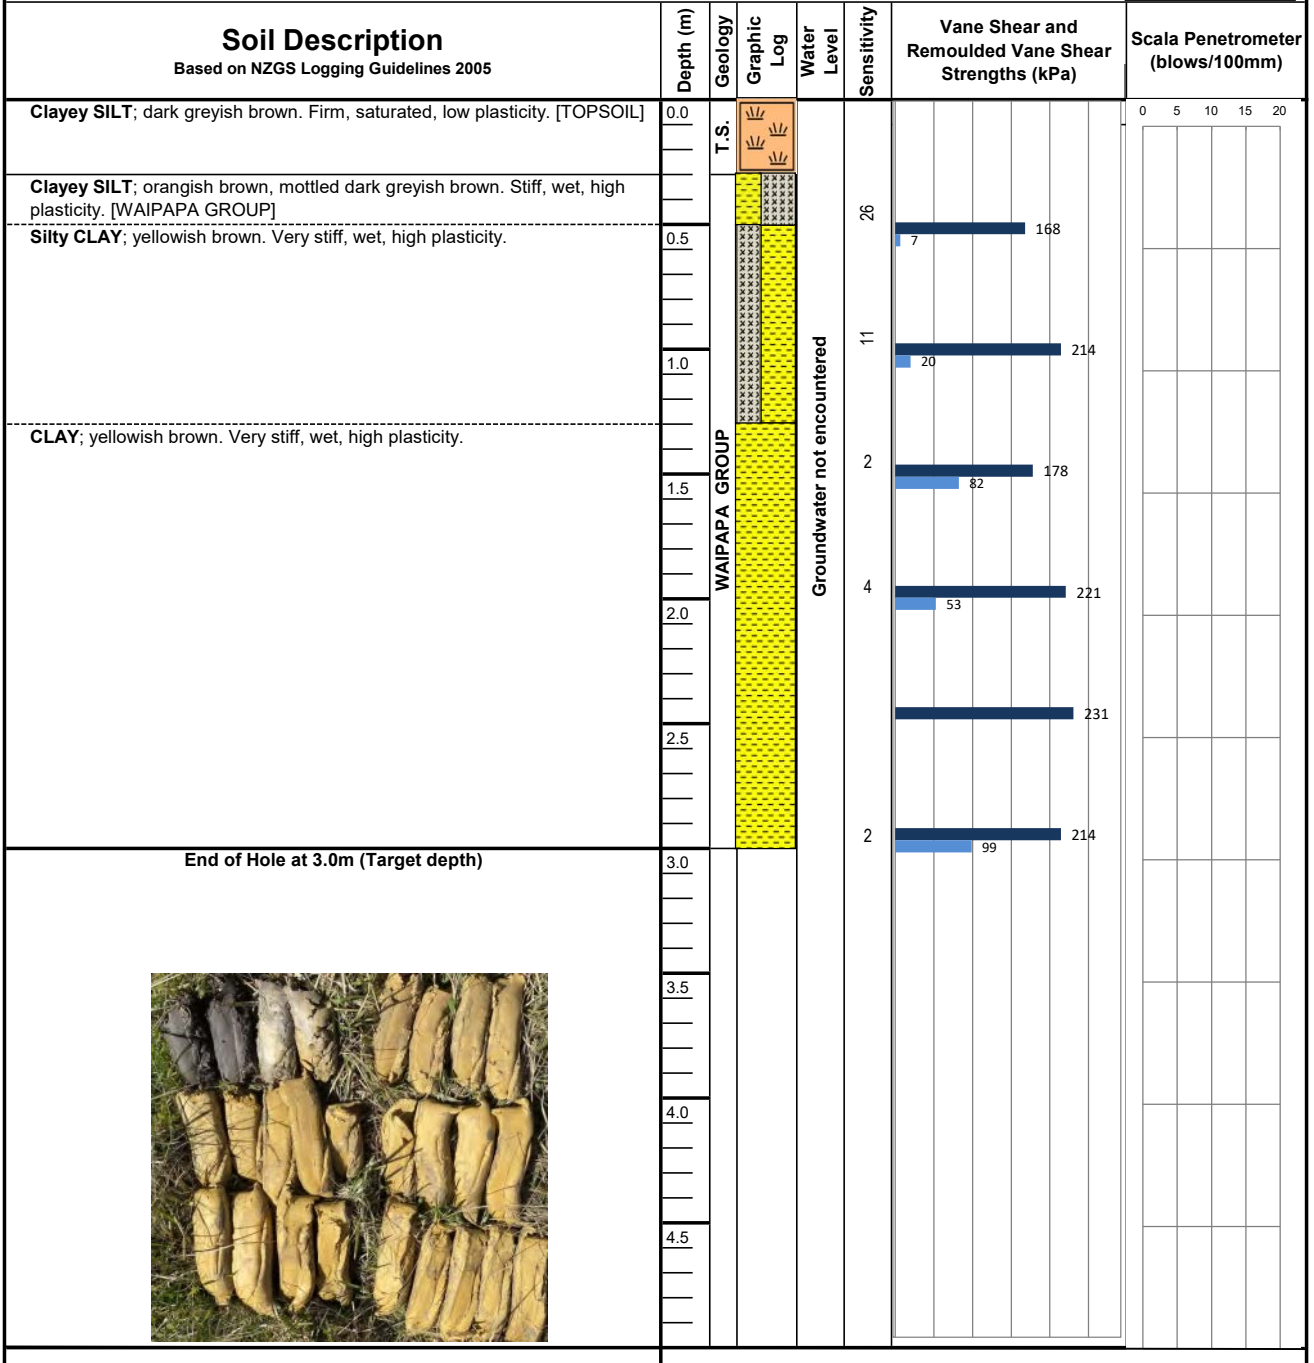 Soil Description
Based on NZGS Logging Guidelines 2005
Depth (m)
Geology
Graphic
Log
Water
Level
Sensitivity
Vane Shear and
Remoulded Vane Shear
Strengths (kPa)
Scala Penetrometer
(blows/100mm)
0 5 10 15 20
Clayey SILT; dark greyish brown. Firm, saturated, low plasticity. [TOPSOIL]
0.0
T.S.
Clayey SILT; orangish brown, mottled dark greyish brown. Stiff, wet, high
plasticity. [WAIPAPA GROUP]
26
168
7
Silty CLAY; yellowish brown. Very stiff, wet, high plasticity.
0.5
11
214
20
1.0
CLAY; yellowish brown. Very stiff, wet, high plasticity.
WAIPAPA GROUP
Groundwater not encountered
2
178
82
1.5
4
221
53
2.0
231
2.5
2
214
99
End of Hole at 3.0m (Target depth)
3.0
3.5
4.0
4.5